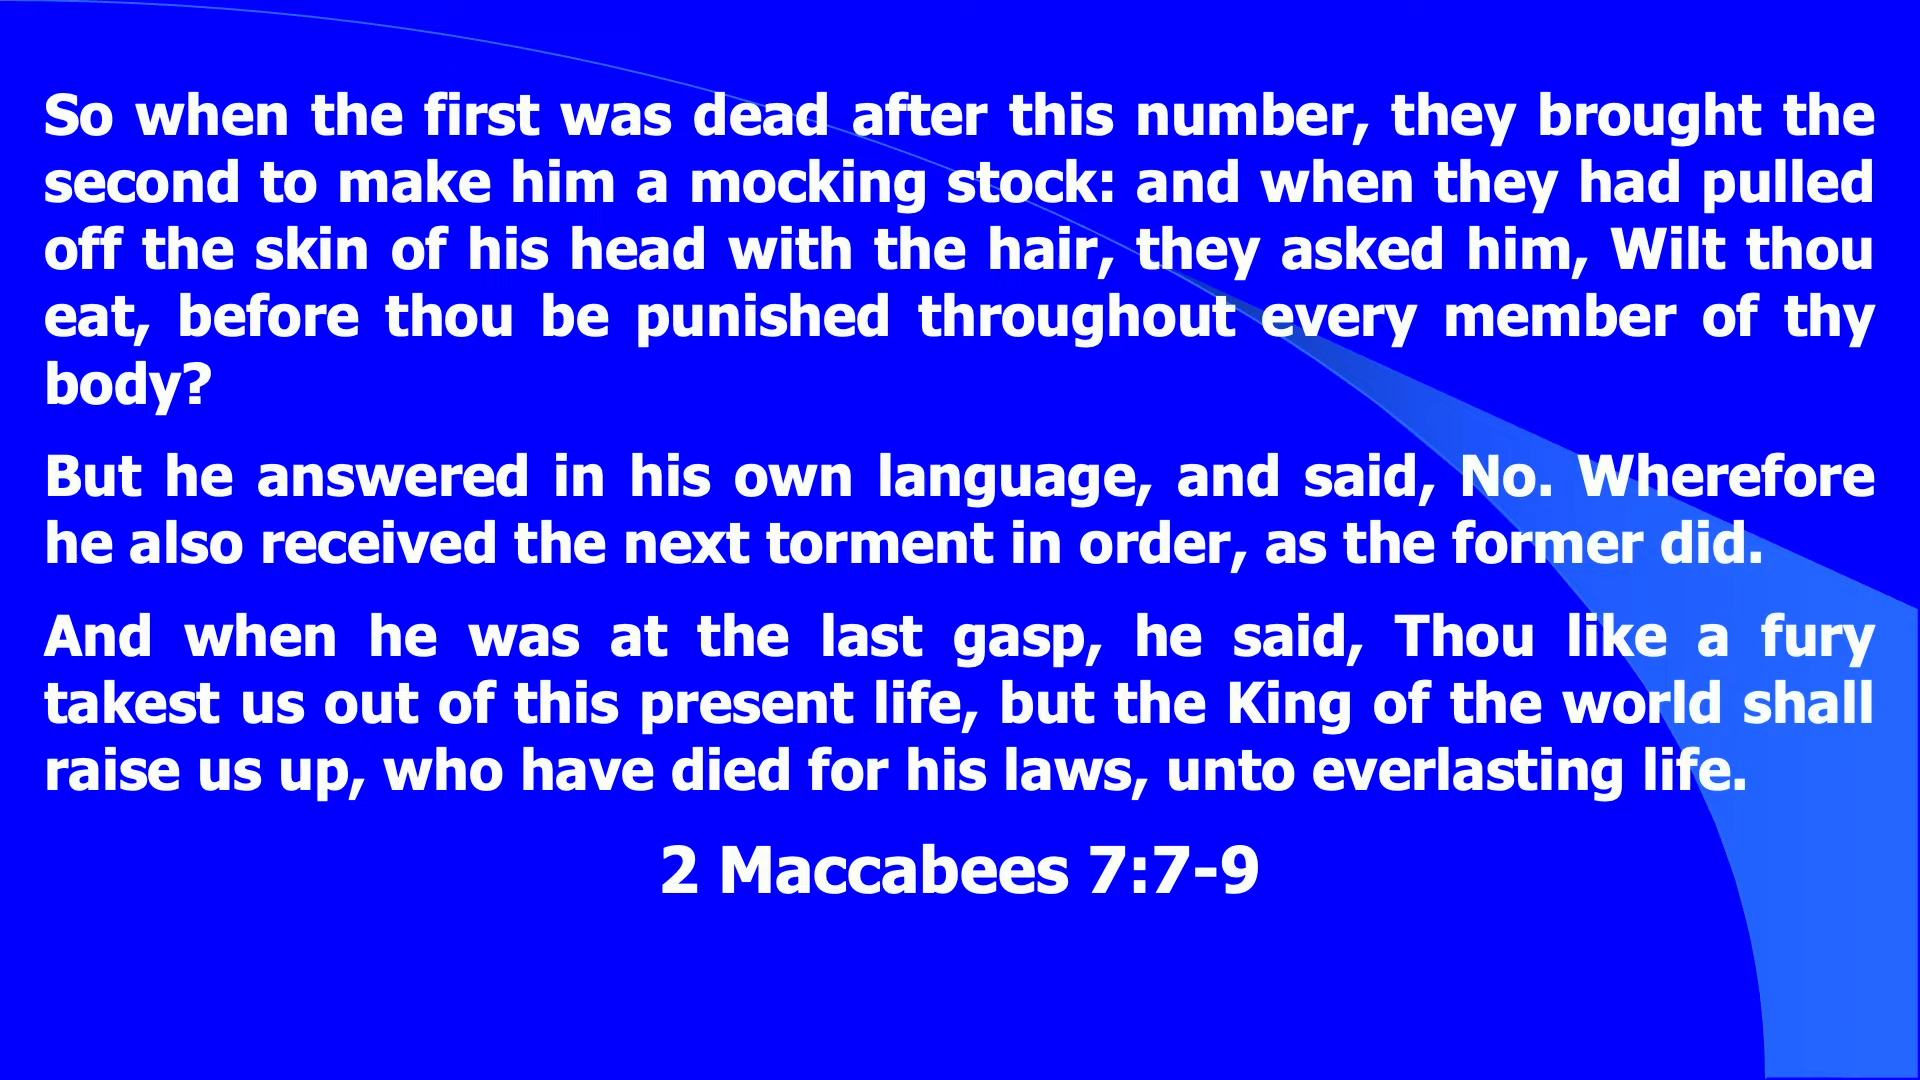 So when the first was dead after this number, they brought the
second to make him a mocking stock: and when they had pulled
off the skin of his head with the hair, they asked him, Wilt thou
eat, before thou be punished throughout every member of thy
body?
But he answered in his own language, and said, No. Wherefore
he also received the next torment in order, as the former did.
And when he was at the last gasp, he said, Thou like a fury
takest us out of this present life, but the King of the world shall
raise us up, who have died for his laws, unto everlasting life.
2 Maccabees 7:7-9